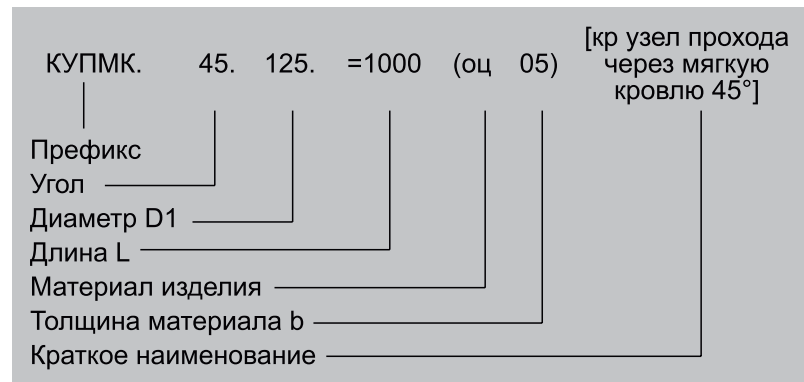 КУПМК. 45. 125. =1000 (оц 05) [кр узел прохода
через мягкую
кровлю 45°]
Префикс
Угол
Диаметр D1
Длина L
Материал изделия
Толщина материала b
Краткое наименование